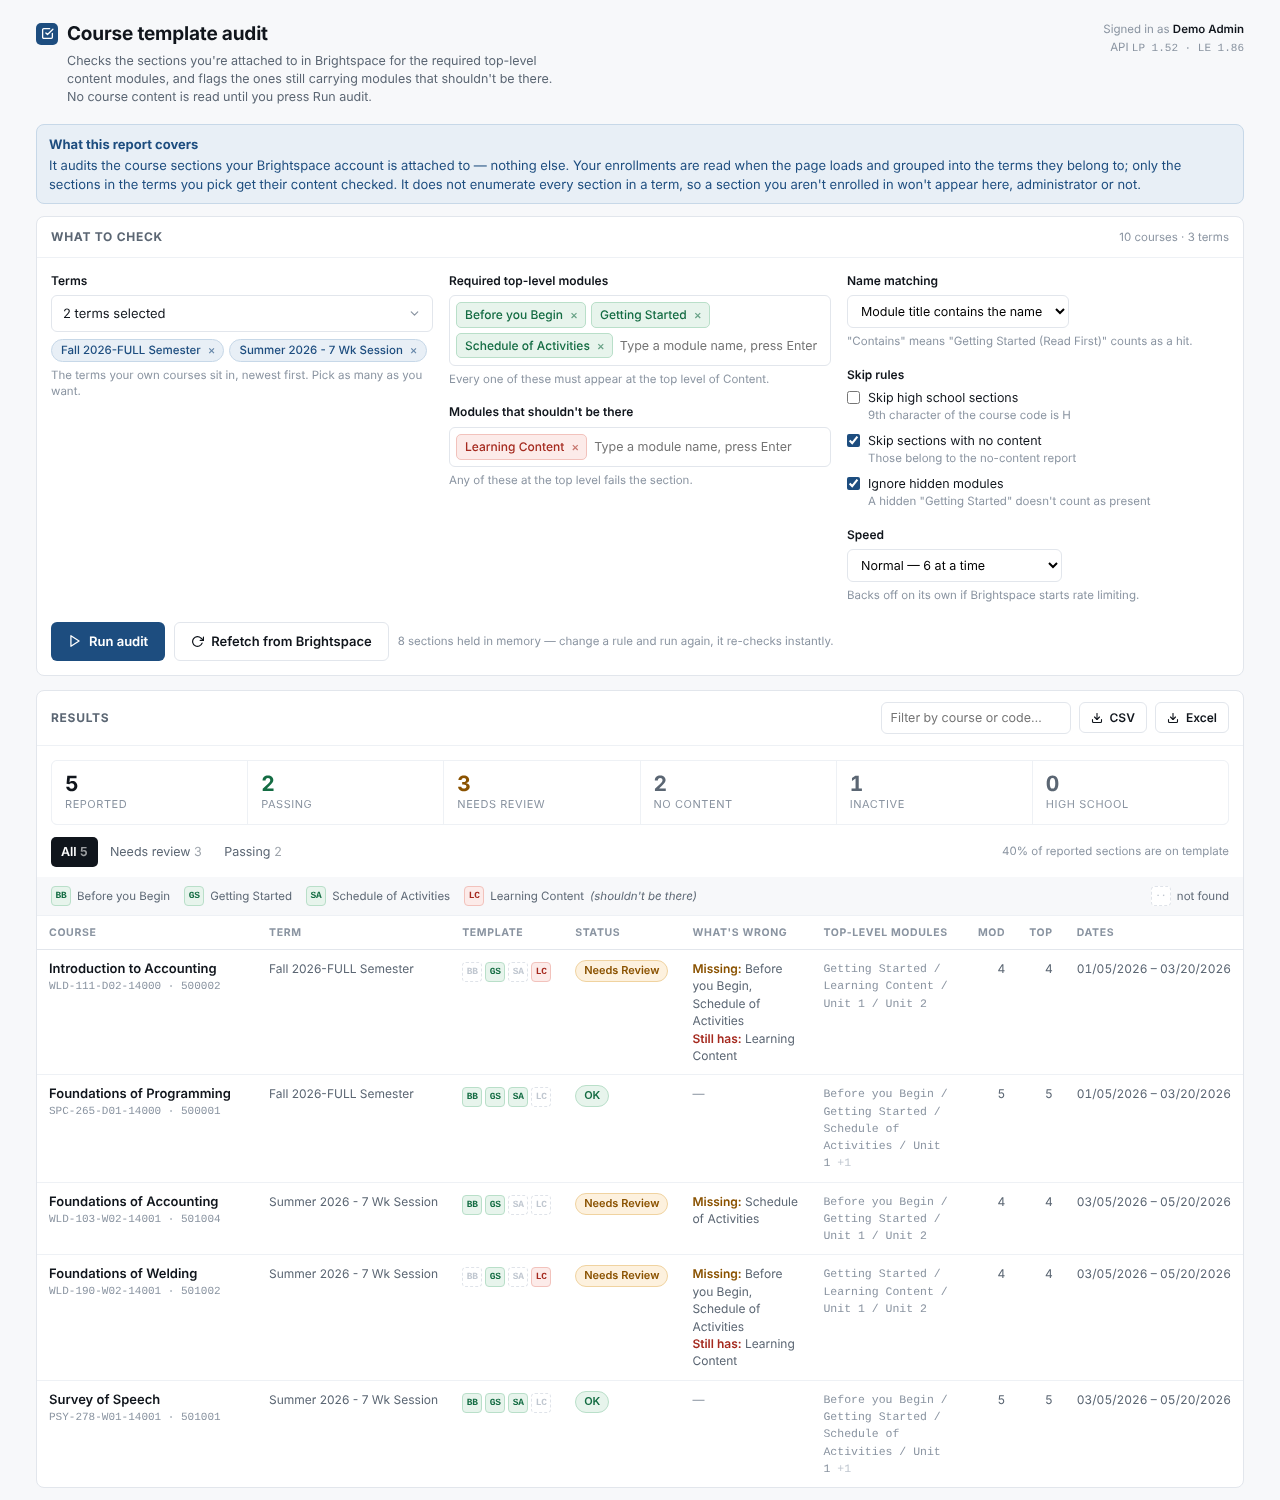 Course template audit
Checks the sections you're attached to in Brightspace for the required top-level
content modules, and flags the ones still carrying modules that shouldn't be there.
No course content is read until you press Run audit.
Signed in as Demo Admin
API LP 1.52 · LE 1.86
What this report covers
It audits the course sections your Brightspace account is attached to — nothing else. Your enrollments are read when the page loads and grouped into the terms they belong to; only the
sections in the terms you pick get their content checked. It does not enumerate every section in a term, so a section you aren't enrolled in won't appear here, administrator or not.
WHAT TO CHECK
10 courses · 3 terms
Terms
2 terms selected
Fall 2026-FULL Semester ×
Summer 2026 - 7 Wk Session ×
The terms your own courses sit in, newest first. Pick as many as you
want.
Required top-level modules
Before you Begin × Getting Started ×
Schedule of Activities × Type a module name, press Enter
Every one of these must appear at the top level of Content.
Modules that shouldn't be there
Learning Content × Type a module name, press Enter
Any of these at the top level fails the section.
Name matching
Module title contains the name
"Contains" means "Getting Started (Read First)" counts as a hit.
Skip rules
Skip high school sections
9th character of the course code is H
Skip sections with no content
Those belong to the no-content report
Ignore hidden modules
A hidden "Getting Started" doesn't count as present
Speed
Normal — 6 at a time
Backs off on its own if Brightspace starts rate limiting.
Run audit
Refetch from Brightspace
8 sections held in memory — change a rule and run again, it re-checks instantly.
RESULTS
Filter by course or code...
CSV
Excel
5 REPORTED
2 PASSING
3 NEEDS REVIEW
2 NO CONTENT
1 INACTIVE
0 HIGH SCHOOL
All 5 Needs review 3 Passing 2
40% of reported sections are on template
BB Before you Begin GS Getting Started SA Schedule of Activities LC Learning Content (shouldn't be there)
-- not found
COURSE TERM TEMPLATE STATUS WHAT'S WRONG TOP-LEVEL MODULES MOD TOP DATES
Introduction to Accounting
WLD-111-D02-14000 · 500002
Fall 2026-FULL Semester
BB GS SA LC
Needs Review
Missing: Before
you Begin,
Schedule of
Activities
Still has: Learning
Content
Getting Started /
Learning Content /
Unit 1 / Unit 2
4 4 01/05/2026 – 03/20/2026
Foundations of Programming
SPC-265-D01-14000 · 500001
Fall 2026-FULL Semester
BB GS SA LC
OK
—
Before you Begin /
Getting Started /
Schedule of
Activities / Unit
1 +1
5 5 01/05/2026 – 03/20/2026
Foundations of Accounting
WLD-103-W02-14001 · 501004
Summer 2026 - 7 Wk Session
BB GS SA LC
Needs Review
Missing: Schedule
of Activities
Before you Begin /
Getting Started /
Unit 1 / Unit 2
4 4 03/05/2026 – 05/20/2026
Foundations of Welding
WLD-190-W02-14001 · 501002
Summer 2026 - 7 Wk Session
BB GS SA LC
Needs Review
Missing: Before
you Begin,
Schedule of
Activities
Still has: Learning
Content
Getting Started /
Learning Content /
Unit 1 / Unit 2
4 4 03/05/2026 – 05/20/2026
Survey of Speech
PSY-278-W01-14001 · 501001
Summer 2026 - 7 Wk Session
BB GS SA LC
OK
—
Before you Begin /
Getting Started /
Schedule of
Activities / Unit
1 +1
5 5 03/05/2026 – 05/20/2026